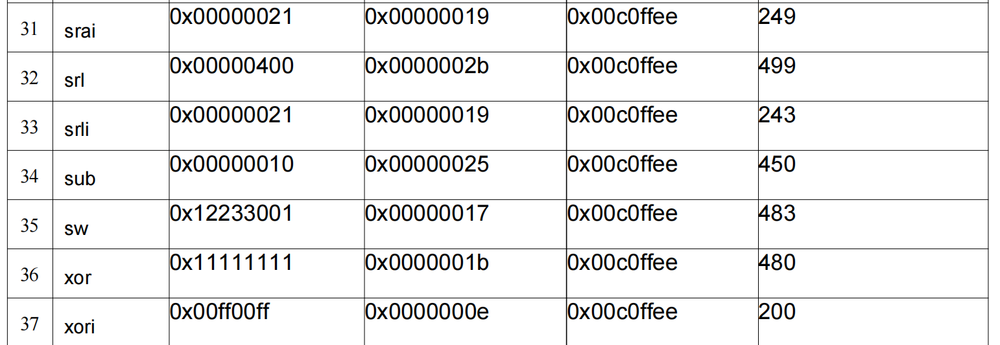 31 srai 0x00000021 0x00000019 0x00c0ffee 249
32 srl 0x00000400 0x0000002b 0x00c0ffee 499
33 srli 0x00000021 0x00000019 0x00c0ffee 243
34 sub 0x00000010 0x00000025 0x00c0ffee 450
35 sw 0x12233001 0x00000017 0x00c0ffee 483
36 xor 0x11111111 0x0000001b 0x00c0ffee 480
37 xori 0x00ff00ff 0x0000000e 0x00c0ffee 200